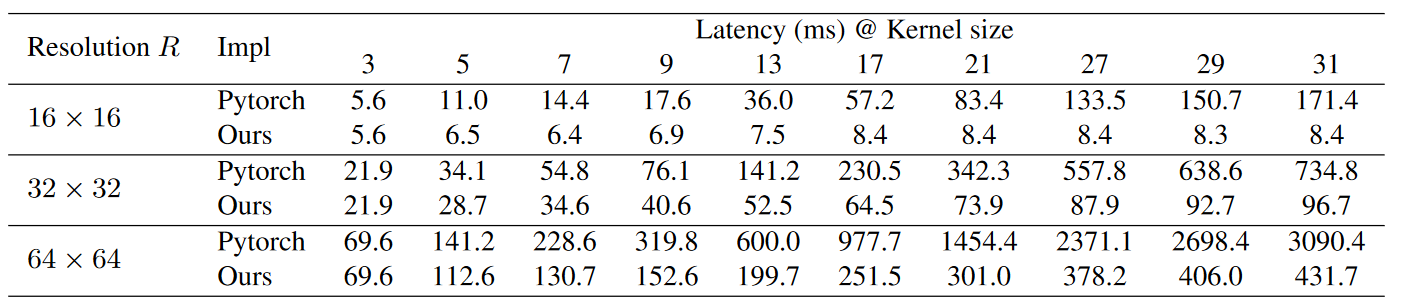 Latency (ms) @ Kernel size
Resolution R Impl
3 5 7 9 13 17 21 27 29 31
Pytorch 5.6 11.0 14.4 17.6 36.0 57.2 83.4 133.5 150.7 171.4
16 × 16
Ours 5.6 6.5 6.4 6.9 7.5 8.4 8.4 8.4 8.3 8.4
Pytorch 21.9 34.1 54.8 76.1 141.2 230.5 342.3 557.8 638.6 734.8
32 × 32
Ours 21.9 28.7 34.6 40.6 52.5 64.5 73.9 87.9 92.7 96.7
Pytorch 69.6 141.2 228.6 319.8 600.0 977.7 1454.4 2371.1 2698.4 3090.4
64 × 64
Ours 69.6 112.6 130.7 152.6 199.7 251.5 301.0 378.2 406.0 431.7